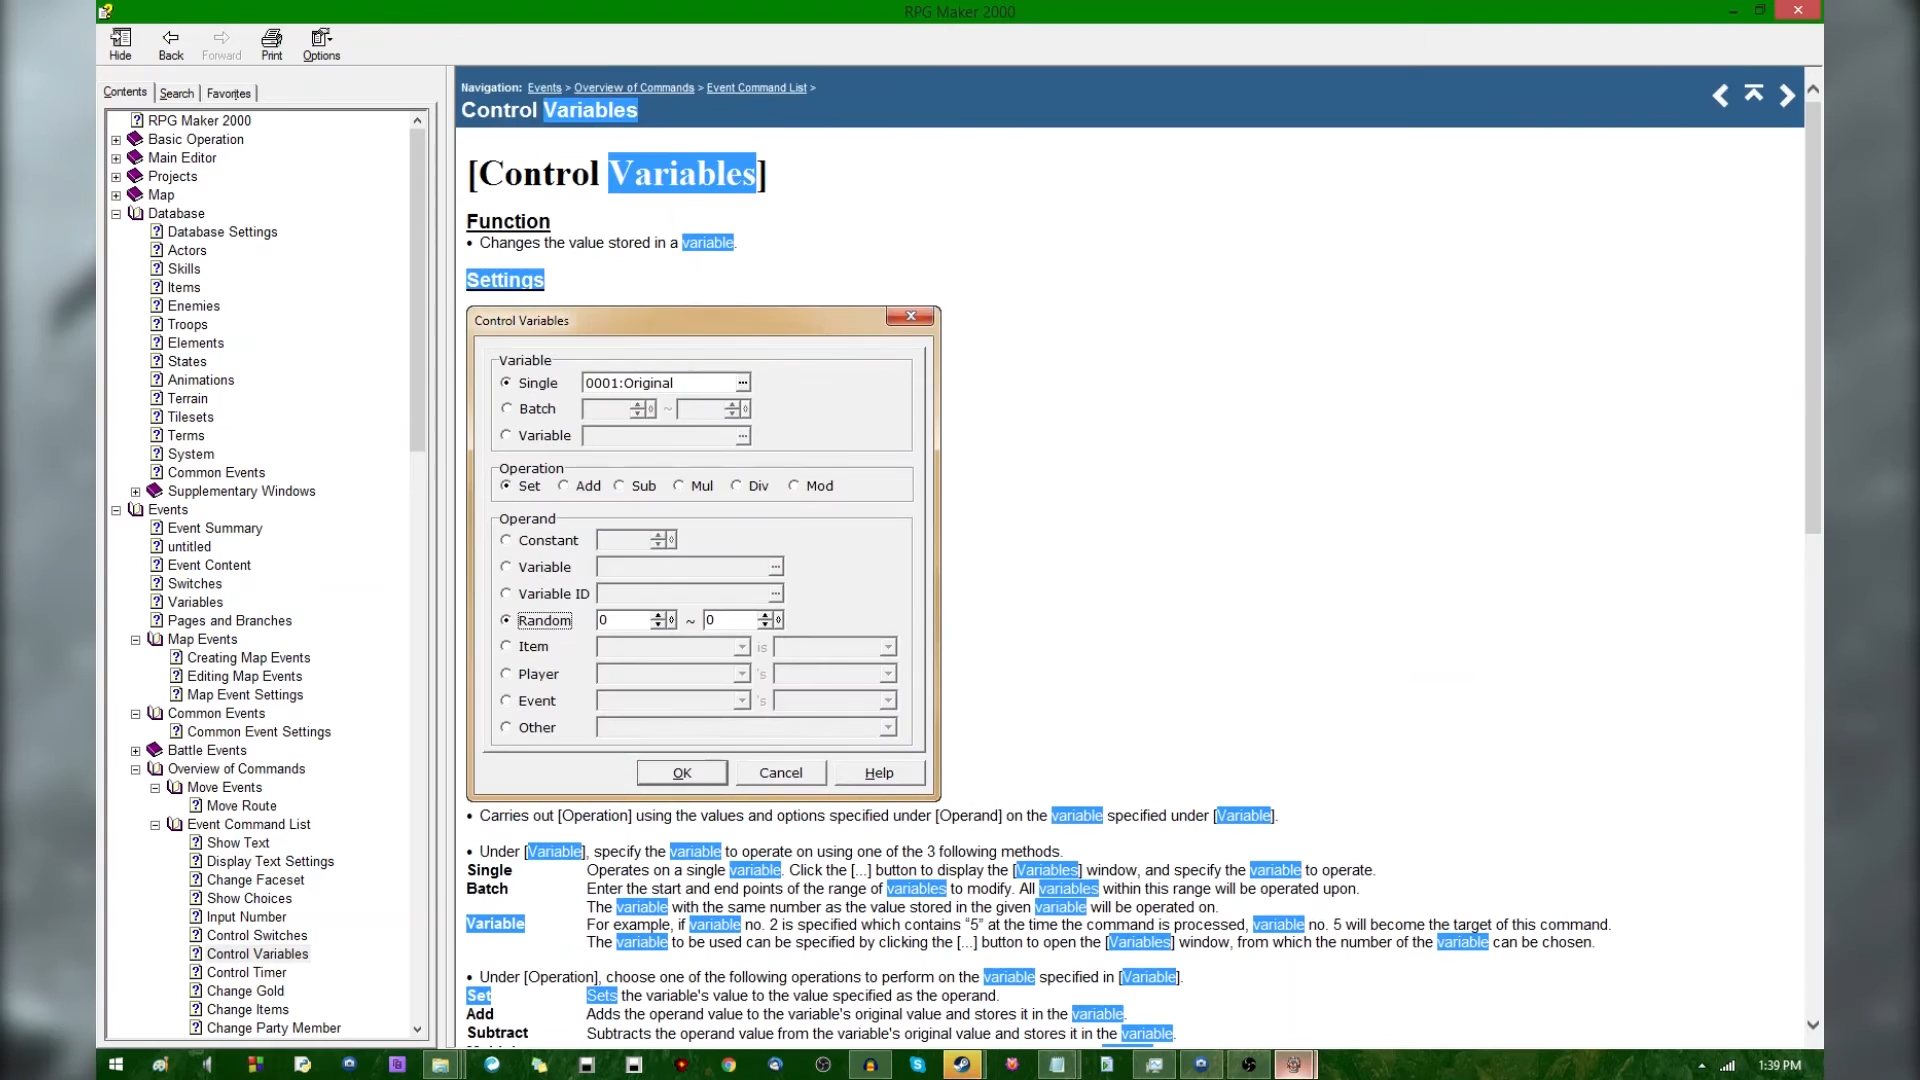 RPG Maker 2000
Hide Back Forward Print Options
Contents Search Favorites
RPG Maker 2000
Basic Operation
Main Editor
Projects
Map
Database
Database Settings
Actors
Skills
Items
Enemies
Troops
Elements
States
Animations
Terrain
Tilesets
Terms
System
Common Events
Supplementary Windows
Events
Event Summary
untitled
Event Content
Switches
Variables
Pages and Branches
Map Events
Creating Map Events
Editing Map Events
Map Event Settings
Common Events
Common Event Settings
Battle Events
Overview of Commands
Move Events
Move Route
Event Command List
Show Text
Display Text Settings
Change Faceset
Show Choices
Input Number
Control Switches
Control Variables
Control Timer
Change Gold
Change Items
Change Party Member
Navigation: Events > Overview of Commands > Event Command List >
Control Variables
[Control Variables]
Function
• Changes the value stored in a variable.
Settings
Control Variables
Variable
Single 0001:Original ...
Batch ~
Variable ...
Operation
Set Add Sub Mul Div Mod
Operand
Constant
Variable ...
Variable ID ...
Random 0 ~ 0
Item is
Player 's
Event 's
Other
OK Cancel Help
• Carries out [Operation] using the values and options specified under [Operand] on the variable specified under [Variable].
• Under [Variable], specify the variable to operate on using one of the 3 following methods.
Single Operates on a single variable. Click the [...] button to display the [Variables] window, and specify the variable to operate.
Batch Enter the start and end points of the range of variables to modify. All variables within this range will be operated upon.
The variable with the same number as the value stored in the given variable will be operated on.
Variable For example, if variable no. 2 is specified which contains “5” at the time the command is processed, variable no. 5 will become the target of this command.
The variable to be used can be specified by clicking the [...] button to open the [Variables] window, from which the number of the variable can be chosen.
• Under [Operation], choose one of the following operations to perform on the variable specified in [Variable].
Set Sets the variable's value to the value specified as the operand.
Add Adds the operand value to the variable's original value and stores it in the variable.
Subtract Subtracts the operand value from the variable's original value and stores it in the variable.
1:39 PM